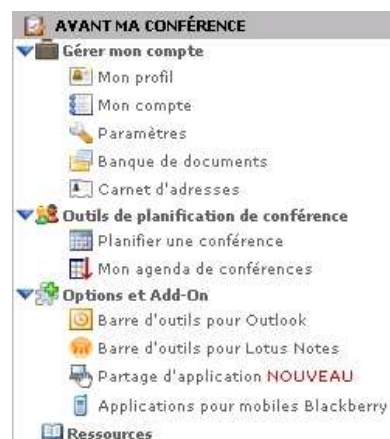 AVANT MA CONFÉRENCE
Gérer mon compte
Mon profil
Mon compte
Paramètres
Banque de documents
Carnet d'adresses
Outils de planification de conférence
Planifier une conférence
Mon agenda de conférences
Options et Add-On
Barre d'outils pour Outlook
Barre d'outils pour Lotus Notes
Partage d'application NOUVEAU
Applications pour mobiles Blackberry
Ressources